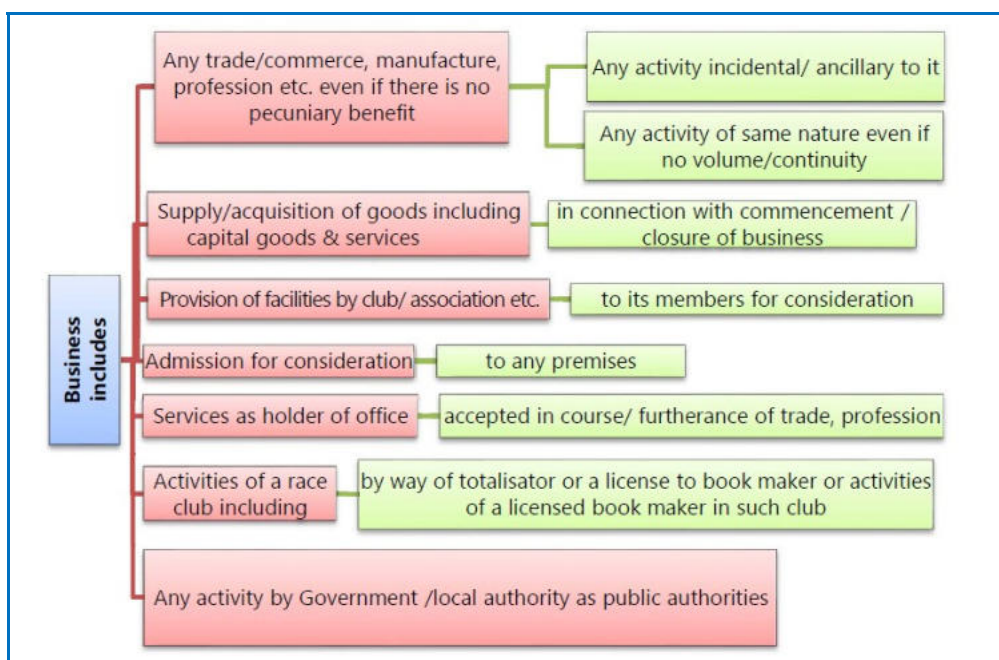 Business
includes
Any trade/commerce, manufacture,
profession etc. even if there is no
pecuniary benefit
Any activity incidental/ ancillary to it
Any activity of same nature even if
no volume/continuity
Supply/acquisition of goods including
capital goods & services
in connection with commencement /
closure of business
Provision of facilities by club/ association etc.
to its members for consideration
Admission for consideration
to any premises
Services as holder of office
accepted in course/ furtherance of trade, profession
Activities of a race
club including
by way of totalisator or a license to book maker or activities
of a licensed book maker in such club
Any activity by Government /local authority as public authorities